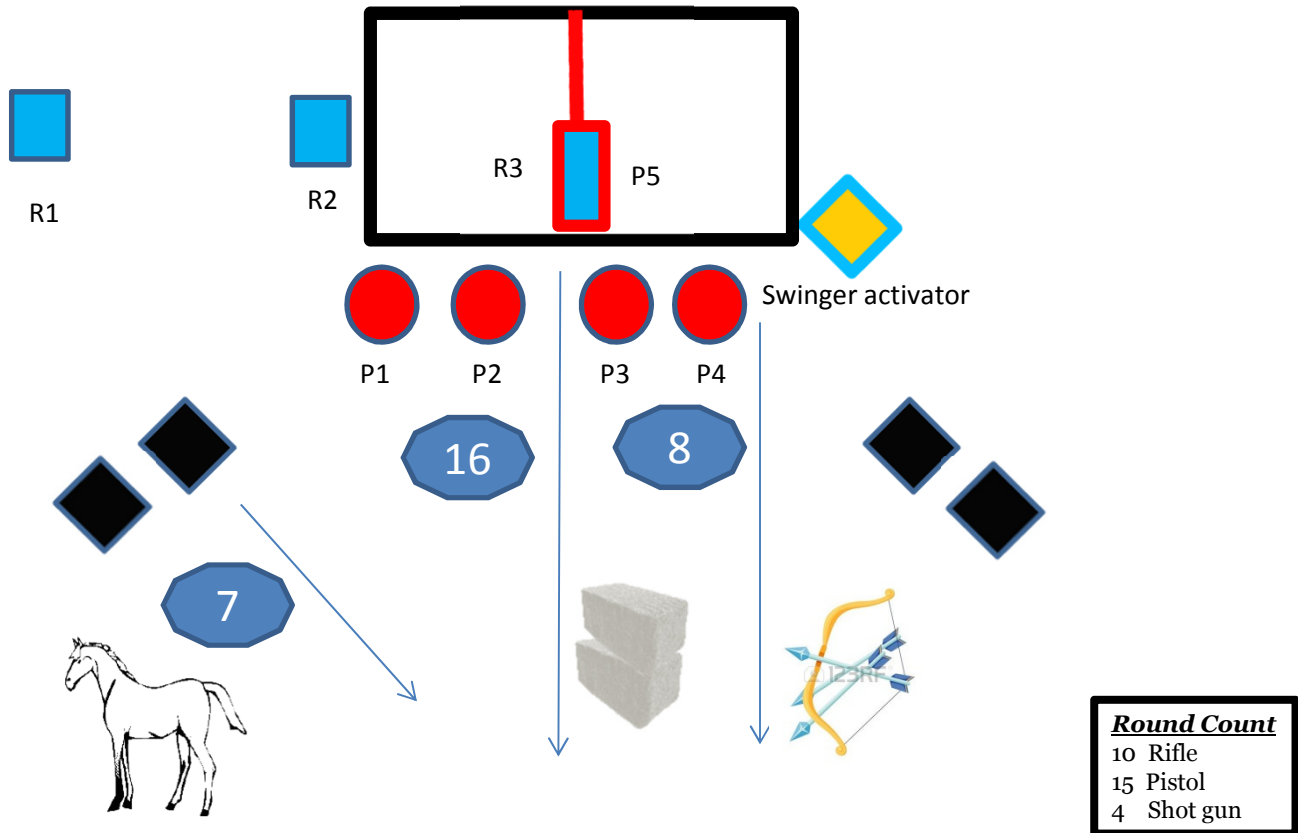 R3
P5
R1
R2
Swinger activator
P1
P2
P3
P4
16
8
7
123RF
Round Count
10 Rifle
15 Pistol
4 Shot gun